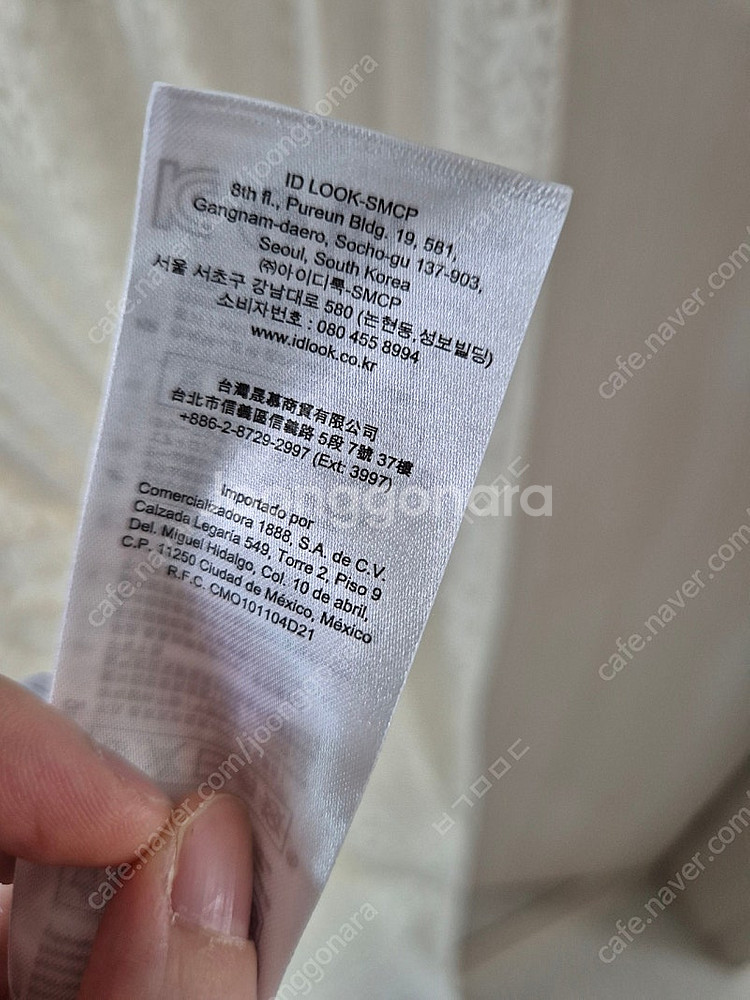 ID LOOK-SMCP
8th fl., Pureun Bldg. 19, 581,
Gangnam-daero, Socho-gu 137-903,
Seoul, South Korea
(주)아이디룩-SMCP
서울 서초구 강남대로 580 (논현동,성보빌딩)
소비자번호 : 080 455 8994
www.idlook.co.kr
台灣晟慕商貿有限公司
台北市信義區信義路 5段 7號 37樓
+886-2-8729-2997 (Ext: 3997)
Importado por
Comercializadora 1888, S.A. de C.V.
Calzada Legaria 549, Torre 2, Piso 9
Del. Miguel Hidalgo, Col. 10 de abril,
C.P. 11250 Ciudad de México, México
R.F.C. CMO101104D21
joonggonara
cafe.naver.com/joonggonara